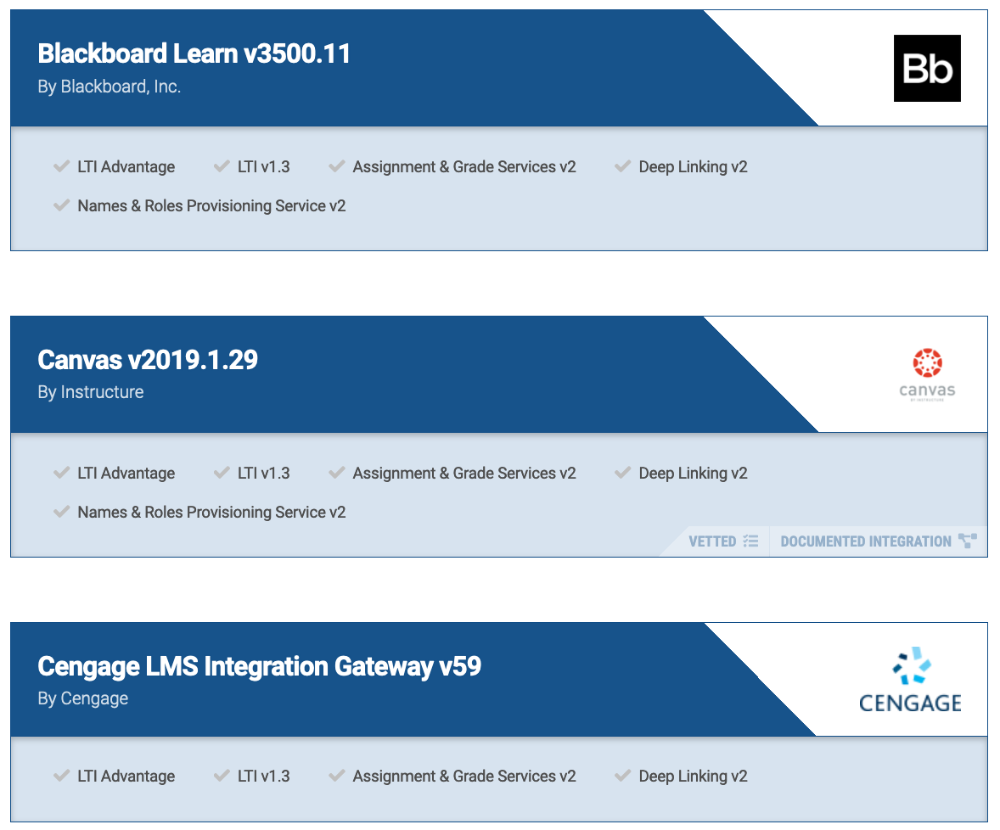 Blackboard Learn v3500.11
By Blackboard, Inc.
Bb
LTI Advantage LTI v1.3 Assignment & Grade Services v2 Deep Linking v2
Names & Roles Provisioning Service v2
Canvas v2019.1.29
By Instructure
canvas
BY INSTRUCTURE
LTI Advantage LTI v1.3 Assignment & Grade Services v2 Deep Linking v2
Names & Roles Provisioning Service v2
VETTED DOCUMENTED INTEGRATION
Cengage LMS Integration Gateway v59
By Cengage
CENGAGE
LTI Advantage LTI v1.3 Assignment & Grade Services v2 Deep Linking v2